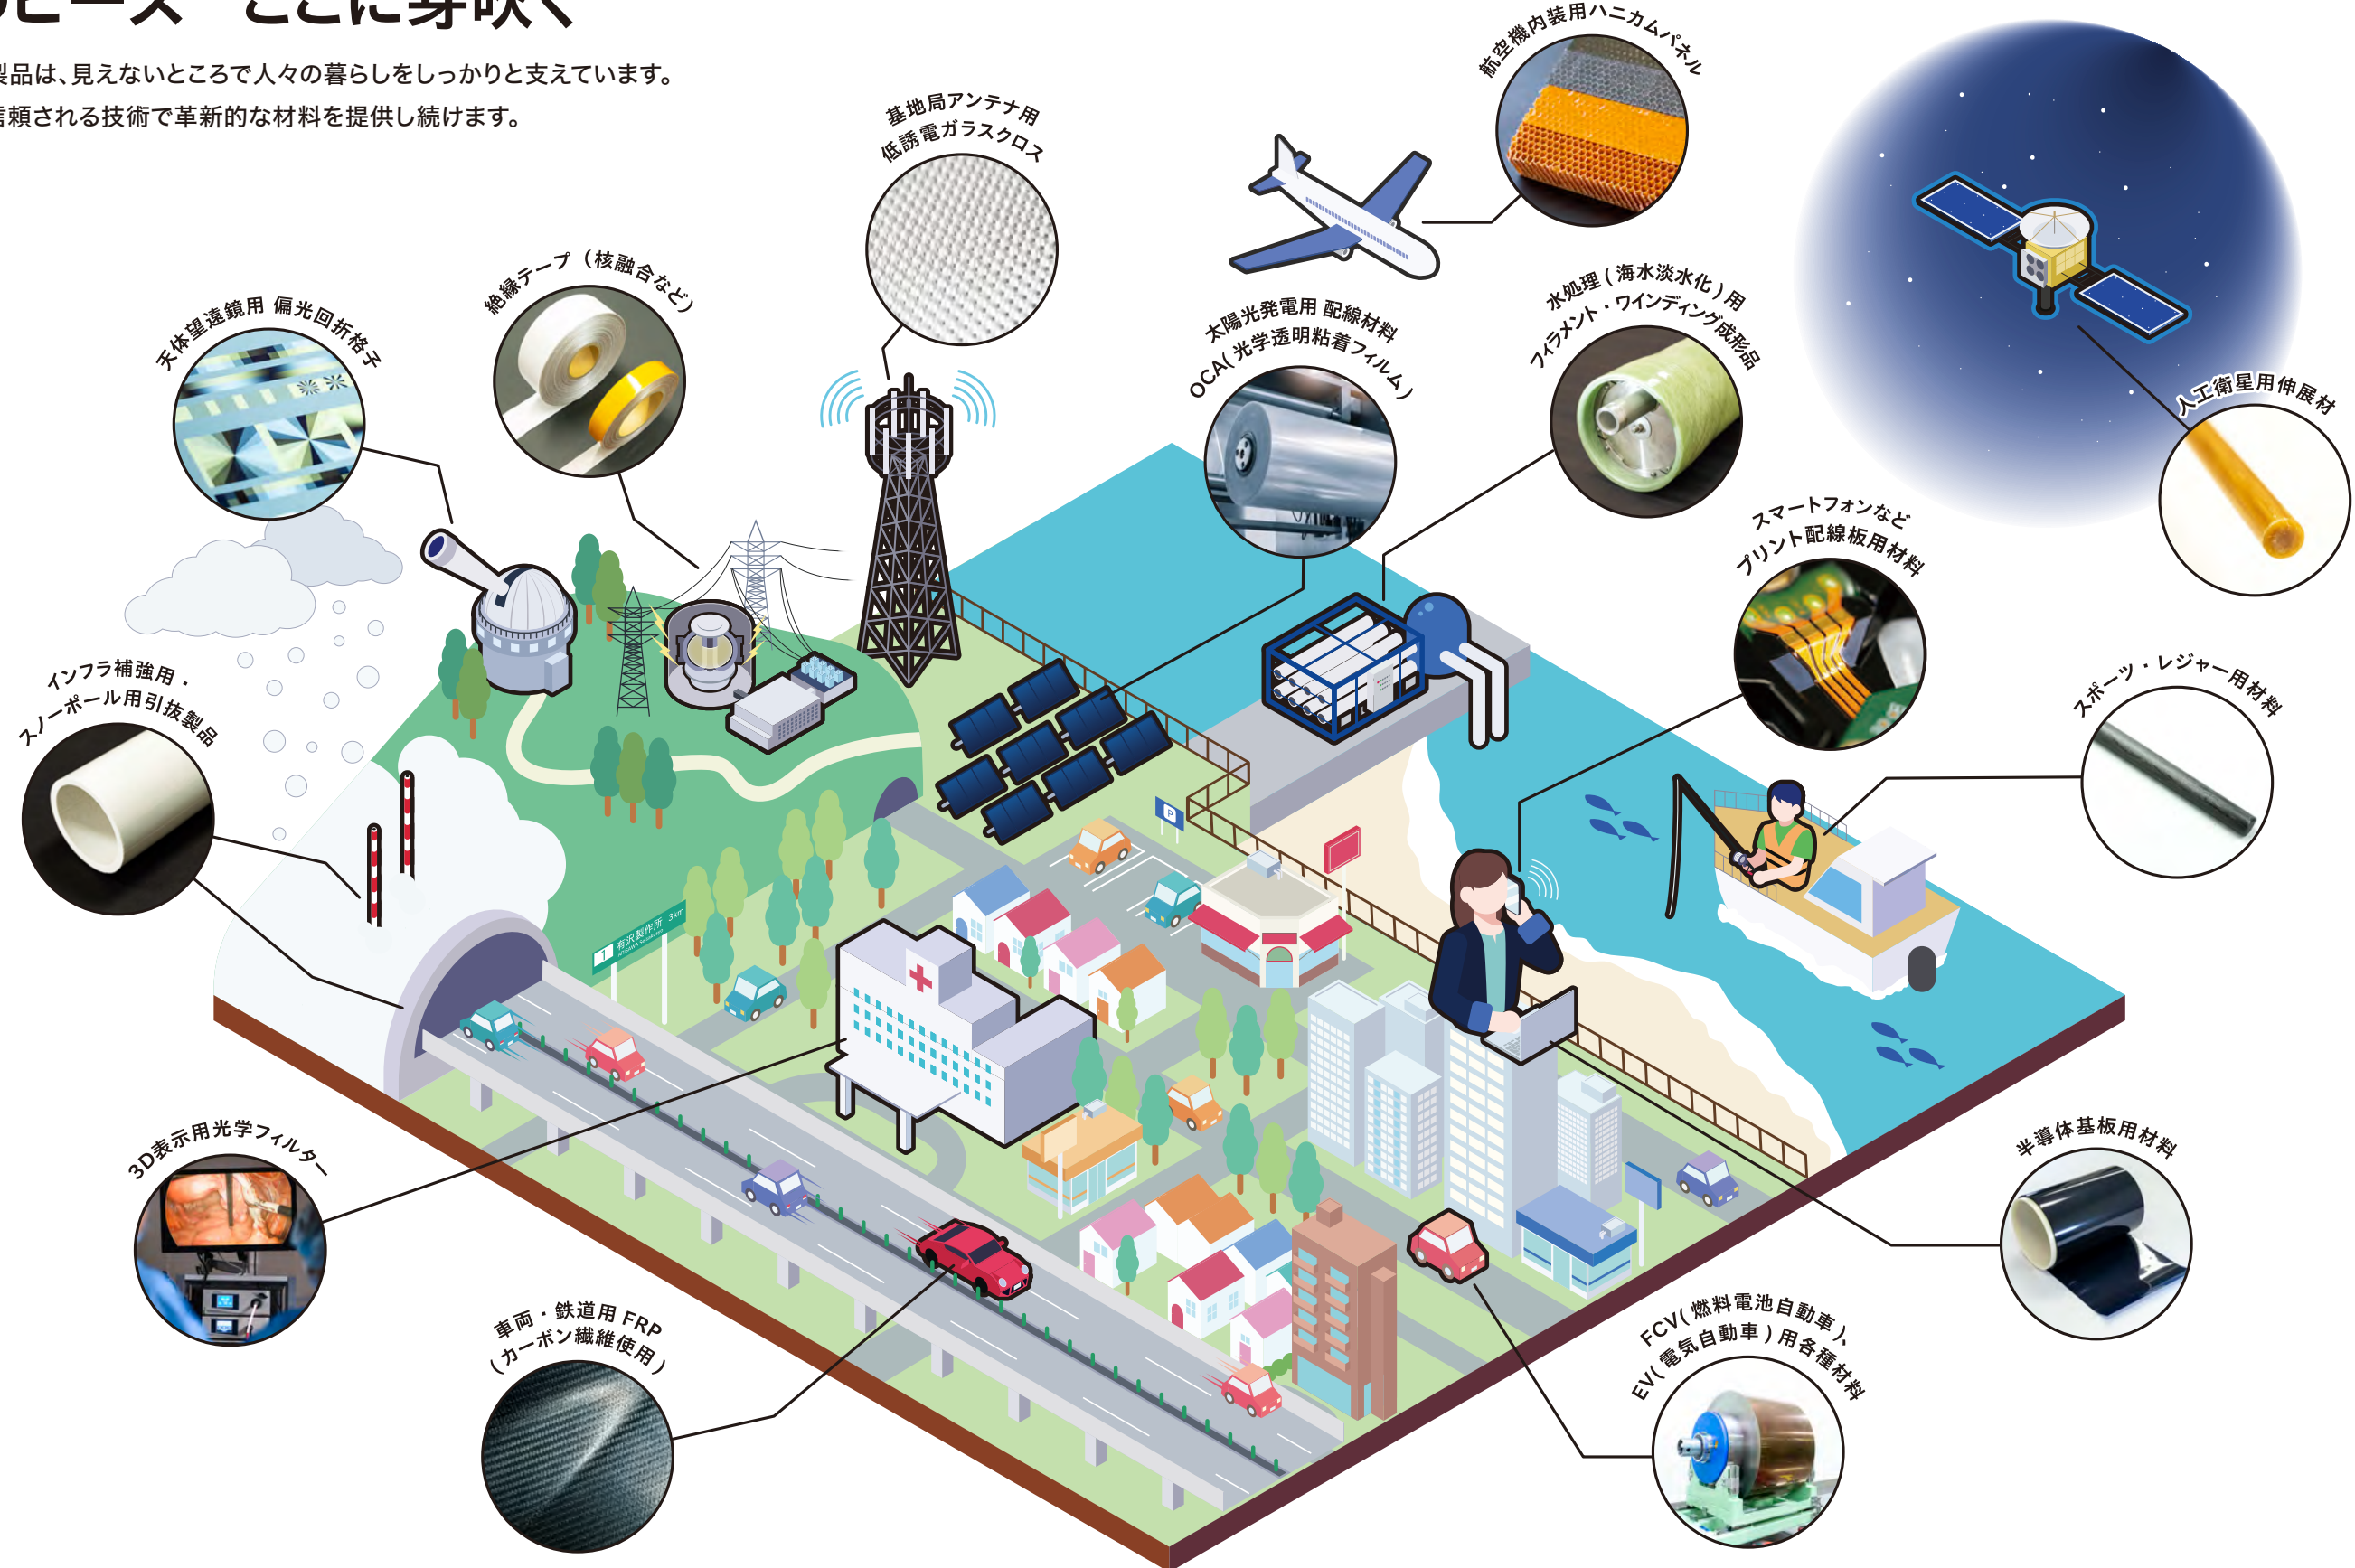 ピース ここに芽吹く
製品は、見えないところで人々の暮らしをしっかりと支えています。
信頼される技術で革新的な材料を提供し続けます。
航空機内装用ハニカムパネル
基地局アンテナ用
低誘電ガラスクロス
絶縁テープ（核融合など）
天体望遠鏡用 偏光回折格子
太陽光発電用 配線材料
OCA(光学透明粘着フィルム)
水処理(海水淡水化)用
フィラメント・ワインディング成形品
人工衛星用伸展材
スマートフォンなど
プリント配線板用材料
インフラ補強用・
スノーポール用引抜製品
スポーツ・レジャー用材料
P
1 有沢製作所 3km
3D表示用光学フィルター
半導体基板用材料
車両・鉄道用 FRP
(カーボン繊維使用)
FCV(燃料電池自動車)、
EV(電気自動車)用各種材料